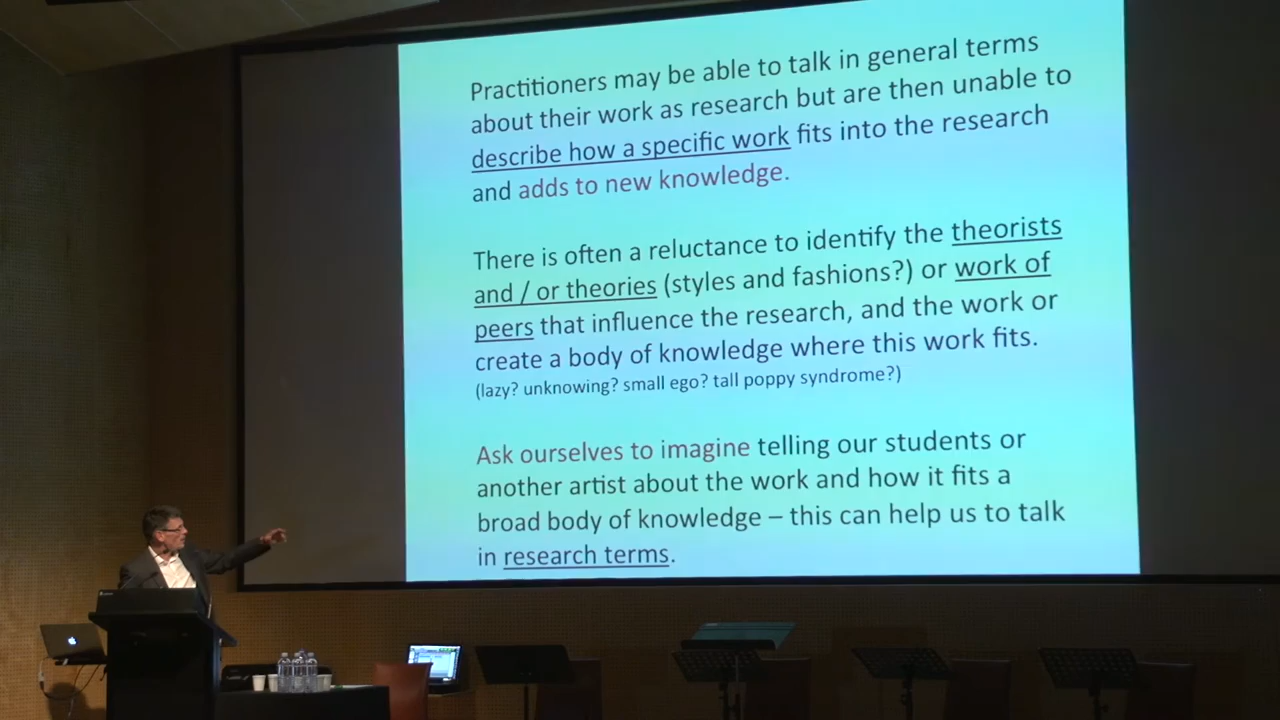 Practitioners may be able to talk in general terms
about their work as research but are then unable to
describe how a specific work fits into the research
and adds to new knowledge.
There is often a reluctance to identify the theorists
and / or theories (styles and fashions?) or work of
peers that influence the research, and the work or
create a body of knowledge where this work fits.
(lazy? unknowing? small ego? tall poppy syndrome?)
Ask ourselves to imagine telling our students or
another artist about the work and how it fits a
broad body of knowledge – this can help us to talk
in research terms.